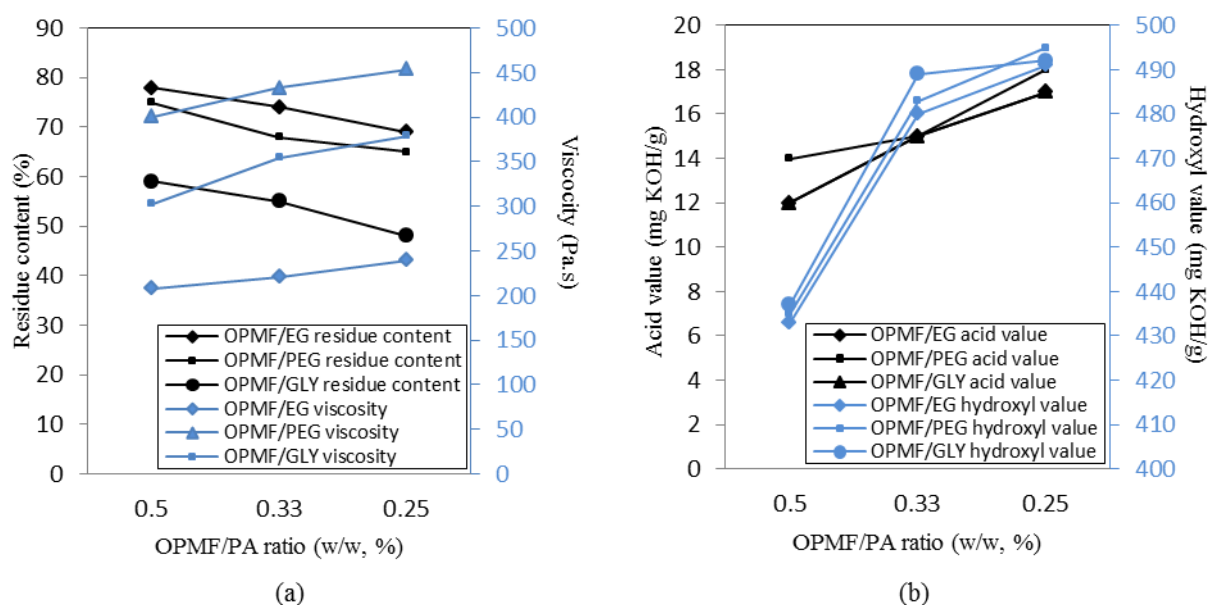 90
80
70
60
50
40
30
20
10
0
Residue content (%)
500
450
400
350
300
250
200
150
100
50
0
Viscocity (Pa.s)
OPMF/EG residue content
OPMF/PEG residue content
OPMF/GLY residue content
OPMF/EG viscosity
OPMF/PEG viscosity
OPMF/GLY viscosity
0.5 0.33 0.25
OPMF/PA ratio (w/w, %)
(a)
20
18
16
14
12
10
8
6
4
2
0
Acid value (mg KOH/g)
500
490
480
470
460
450
440
430
420
410
400
Hydroxyl value (mg KOH/g)
OPMF/EG acid value
OPMF/PEG acid value
OPMF/GLY acid value
OPMF/EG hydroxyl value
OPMF/PEG hydroxyl value
OPMF/GLY hydroxyl value
0.5 0.33 0.25
OPMF/PA ratio (w/w, %)
(b)